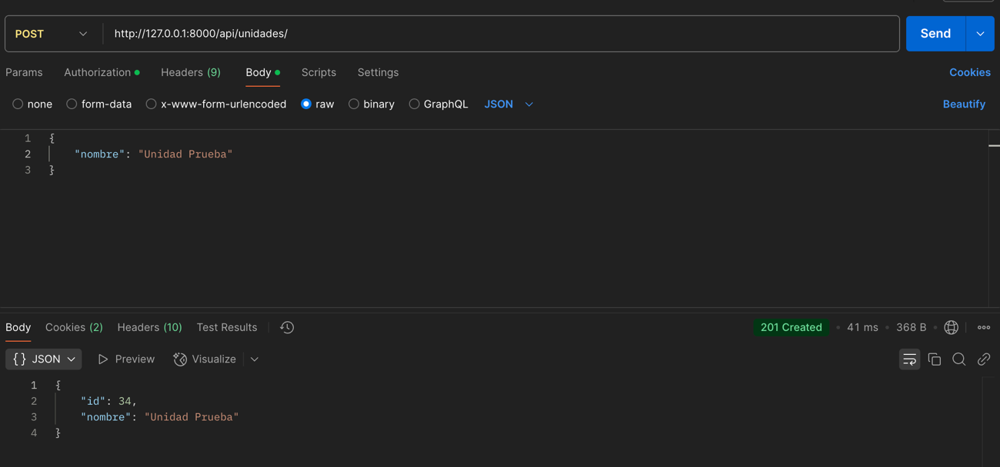 POST http://127.0.0.1:8000/api/unidades/ Send
Params Authorization Headers (9) Body Scripts Settings Cookies
none form-data x-www-form-urlencoded raw binary GraphQL JSON Beautify
1 {
2 "nombre": "Unidad Prueba"
3 }
Body Cookies (2) Headers (10) Test Results 201 Created 41 ms 368 B
{} JSON Preview Visualize
1 {
2 "id": 34,
3 "nombre": "Unidad Prueba"
4 }